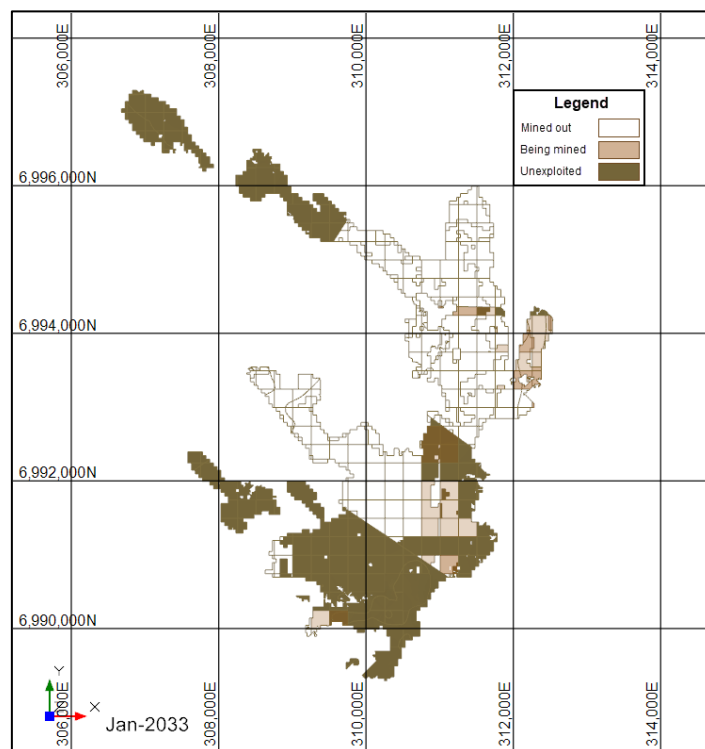 306,000E
308,000E
310,000E
312,000E
314,000E
Legend
Mined out
Being mined
Unexploited
6,996,000N
6,994,000N
6,992,000N
6,990,000N
Y
X
Jan-2033
306,000E
308,000E
310,000E
312,000E
314,000E